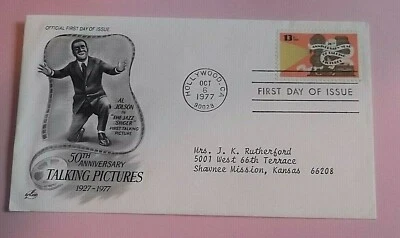 OFFICIAL FIRST DAY OF ISSUE
AL
JOLSON
IN
"THE JAZZ
SINGER"
FIRST TALKING
PICTURE
50TH
ANNIVERSARY
TALKING PICTURES
1927-1977
HOLLYWOOD, CA
OCT
6
1977
90028
13
FIRST DAY OF ISSUE
Mrs. J. K. Rutherford
5001 West 66th Terrace
Shawnee Mission, Kansas 66208